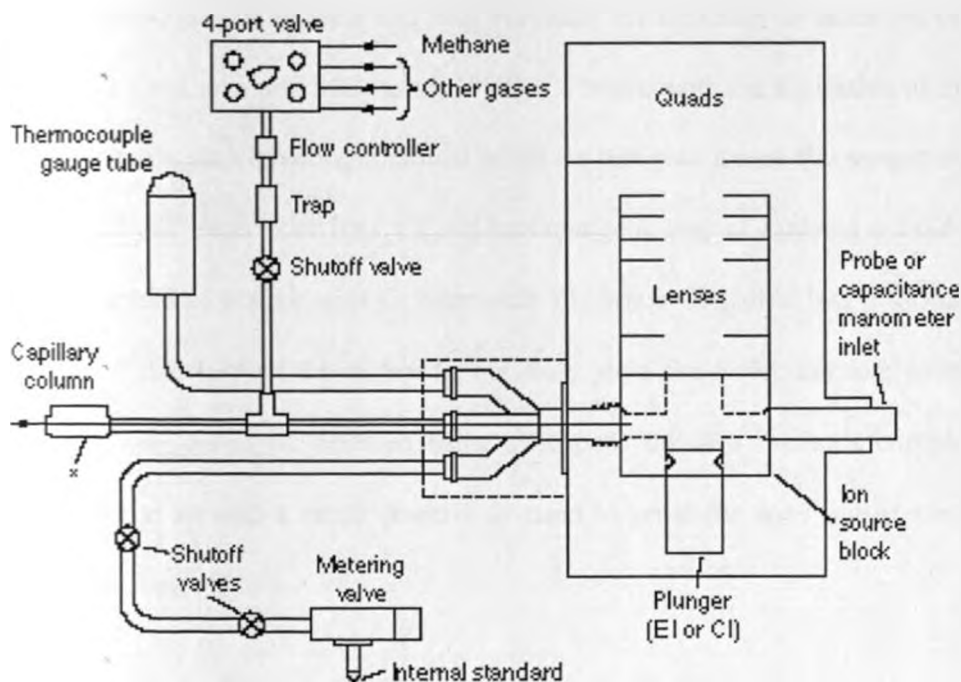 4-port valve
Methane
Other gases
Quads
Thermocouple
gauge tube
Flow controller
Trap
Shutoff valve
Lenses
Probe or
capacitance
manometer
inlet
Capillary
column
x
Ion
source
block
Shutoff
valves
Metering
valve
Plunger
(EI or CI)
Internal standard